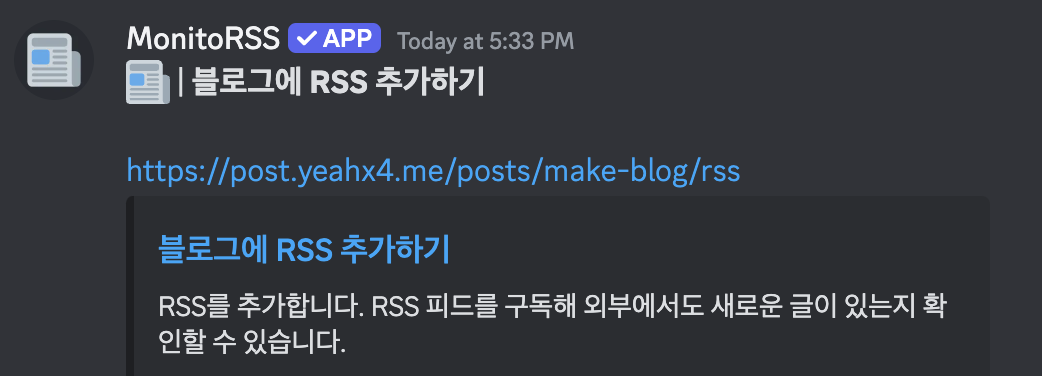 MonitoRSS ✓ APP Today at 5:33 PM
| 블로그에 RSS 추가하기
https://post.yeahx4.me/posts/make-blog/rss
블로그에 RSS 추가하기
RSS를 추가합니다. RSS 피드를 구독해 외부에서도 새로운 글이 있는지 확
인할 수 있습니다.